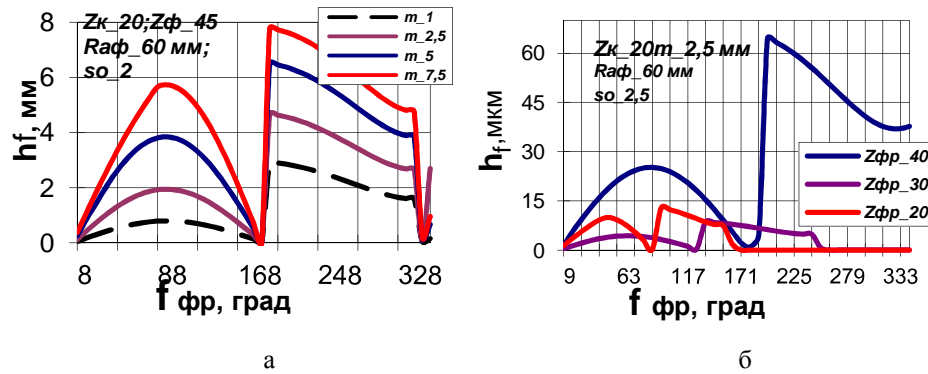 Zк_20;Zф_45
Rаф_60 мм;
so_2
m_1
m_2,5
m_5
m_7,5
8
6
4
2
0
hf, мм
8 88 168 248 328
f фр, град
а
Zк_20m_2,5 мм
Rаф_60 мм
so_2,5
Zфр_40
Zфр_30
Zфр_20
60
45
30
15
0
hf,мкм
9 63 117 171 225 279 333
f фр, град
б